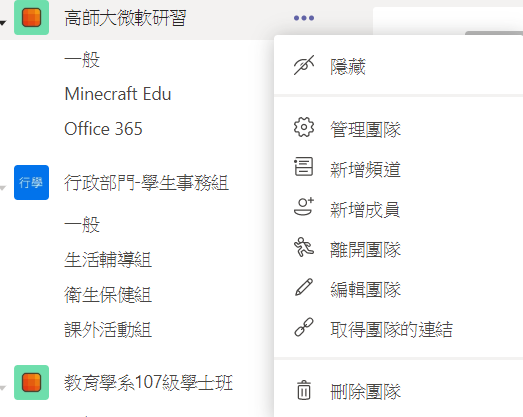 高師大微軟研習
一般
Minecraft Edu
Office 365
行學
行政部門-學生事務組
一般
生活輔導組
衛生保健組
課外活動組
教育學系107級學士班
隱藏
管理團隊
新增頻道
新增成員
離開團隊
編輯團隊
取得團隊的連結
刪除團隊